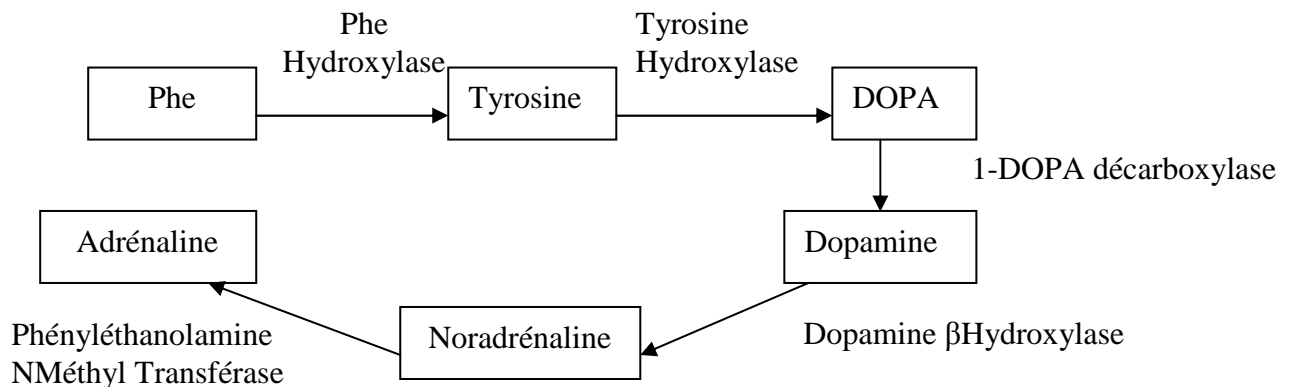 Phe
Hydroxylase
Tyrosine
Hydroxylase
Phe
Tyrosine
DOPA
1-DOPA décarboxylase
Adrénaline
Dopamine
Noradrénaline
Dopamine βHydroxylase
Phényléthanolamine
NMéthyl Transférase